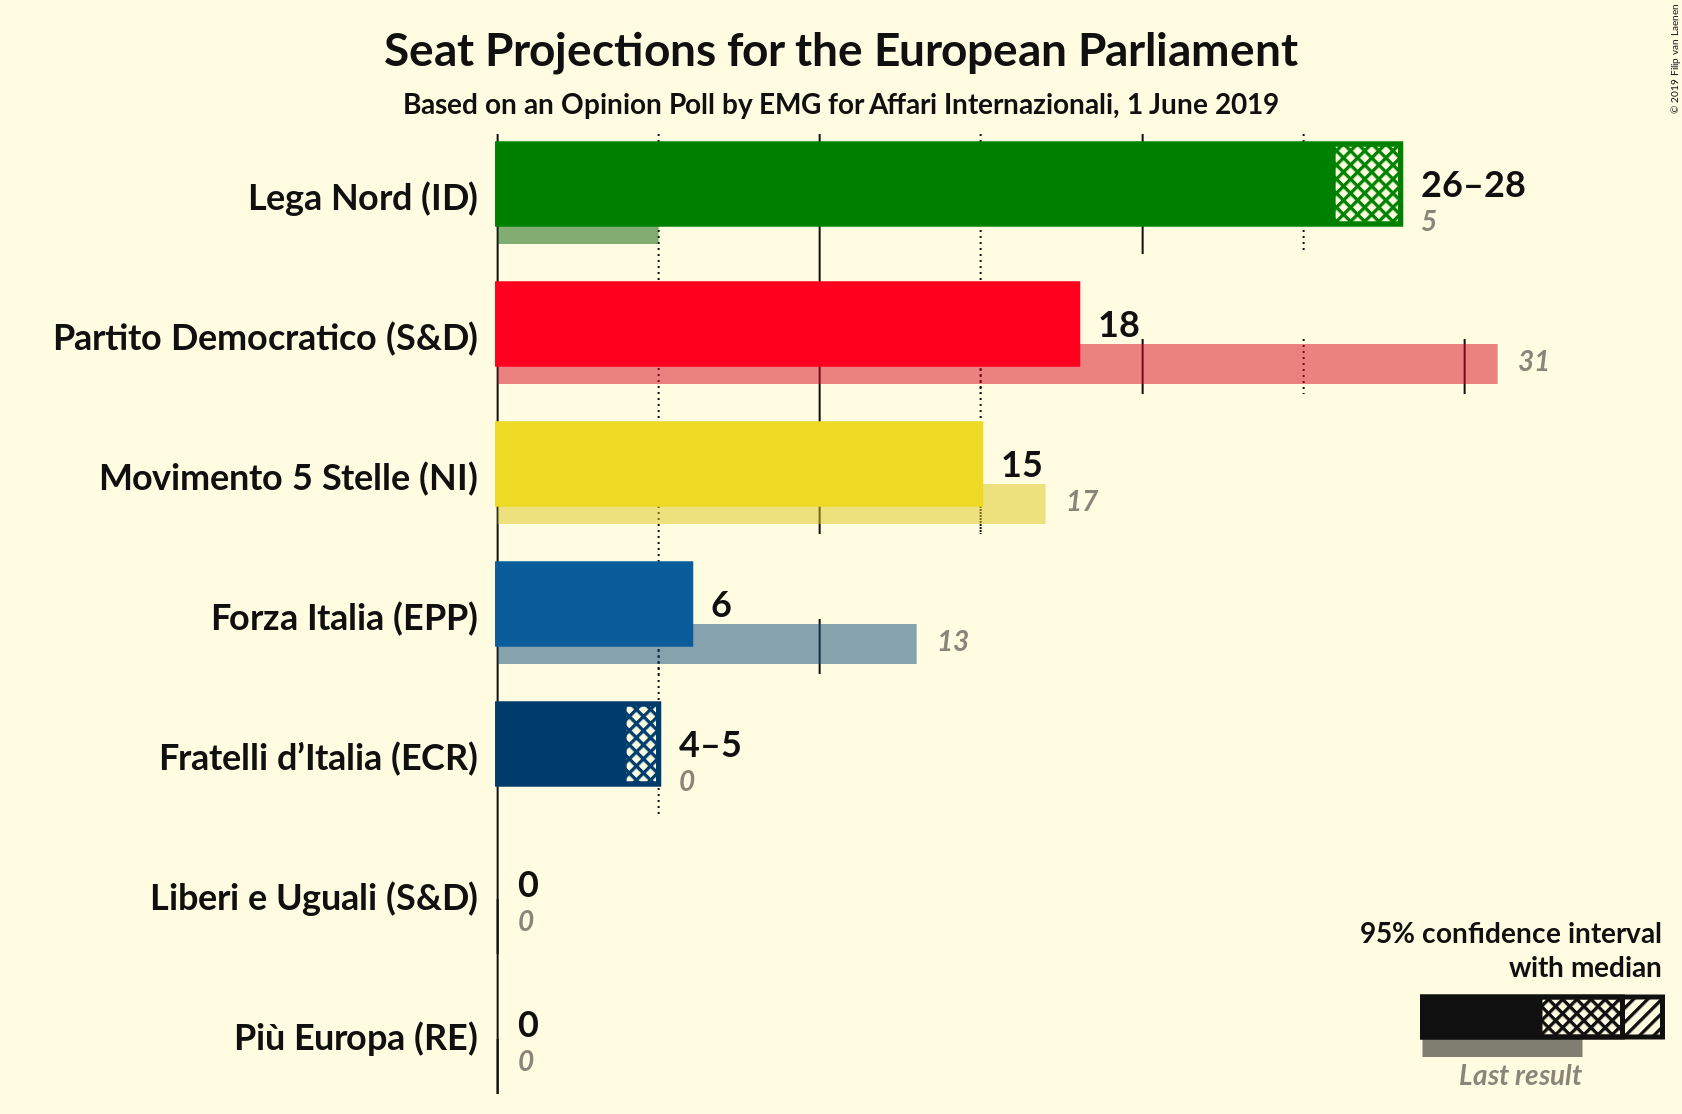 Seat Projections for the European Parliament
Based on an Opinion Poll by EMG for Affari Internazionali, 1 June 2019
© 2019 Filip van Laenen
Lega Nord (ID)
26–28
5
Partito Democratico (S&D)
18
31
Movimento 5 Stelle (NI)
15
17
Forza Italia (EPP)
6
13
Fratelli d’Italia (ECR)
4–5
0
Liberi e Uguali (S&D)
0
0
Più Europa (RE)
0
0
95% confidence interval
with median
Last result